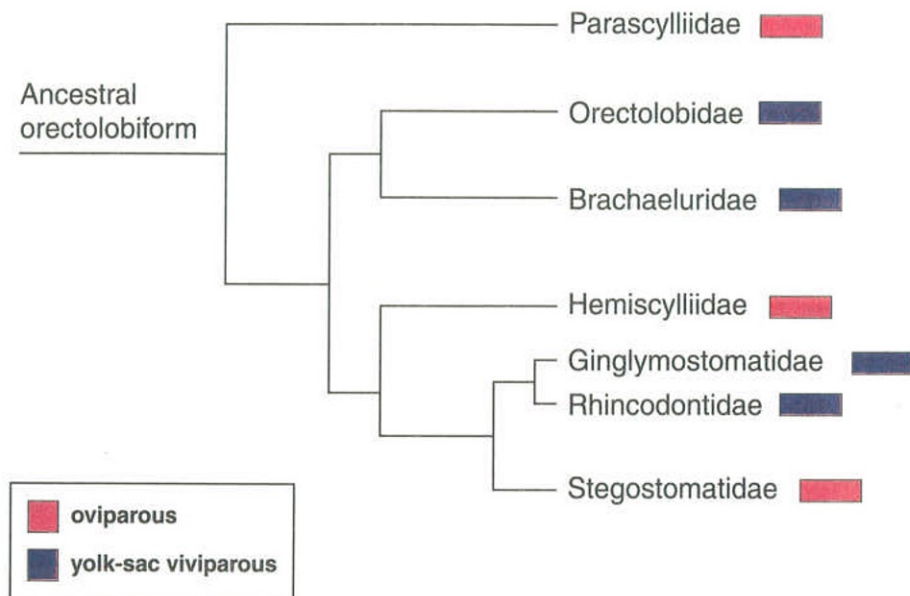 Parascylliidae
Ancestral
orectolobiform
Orectolobidae
Brachaeluridae
Hemiscylliidae
Ginglymostomatidae
Rhincodontidae
Stegostomatidae
oviparous
yolk-sac viviparous